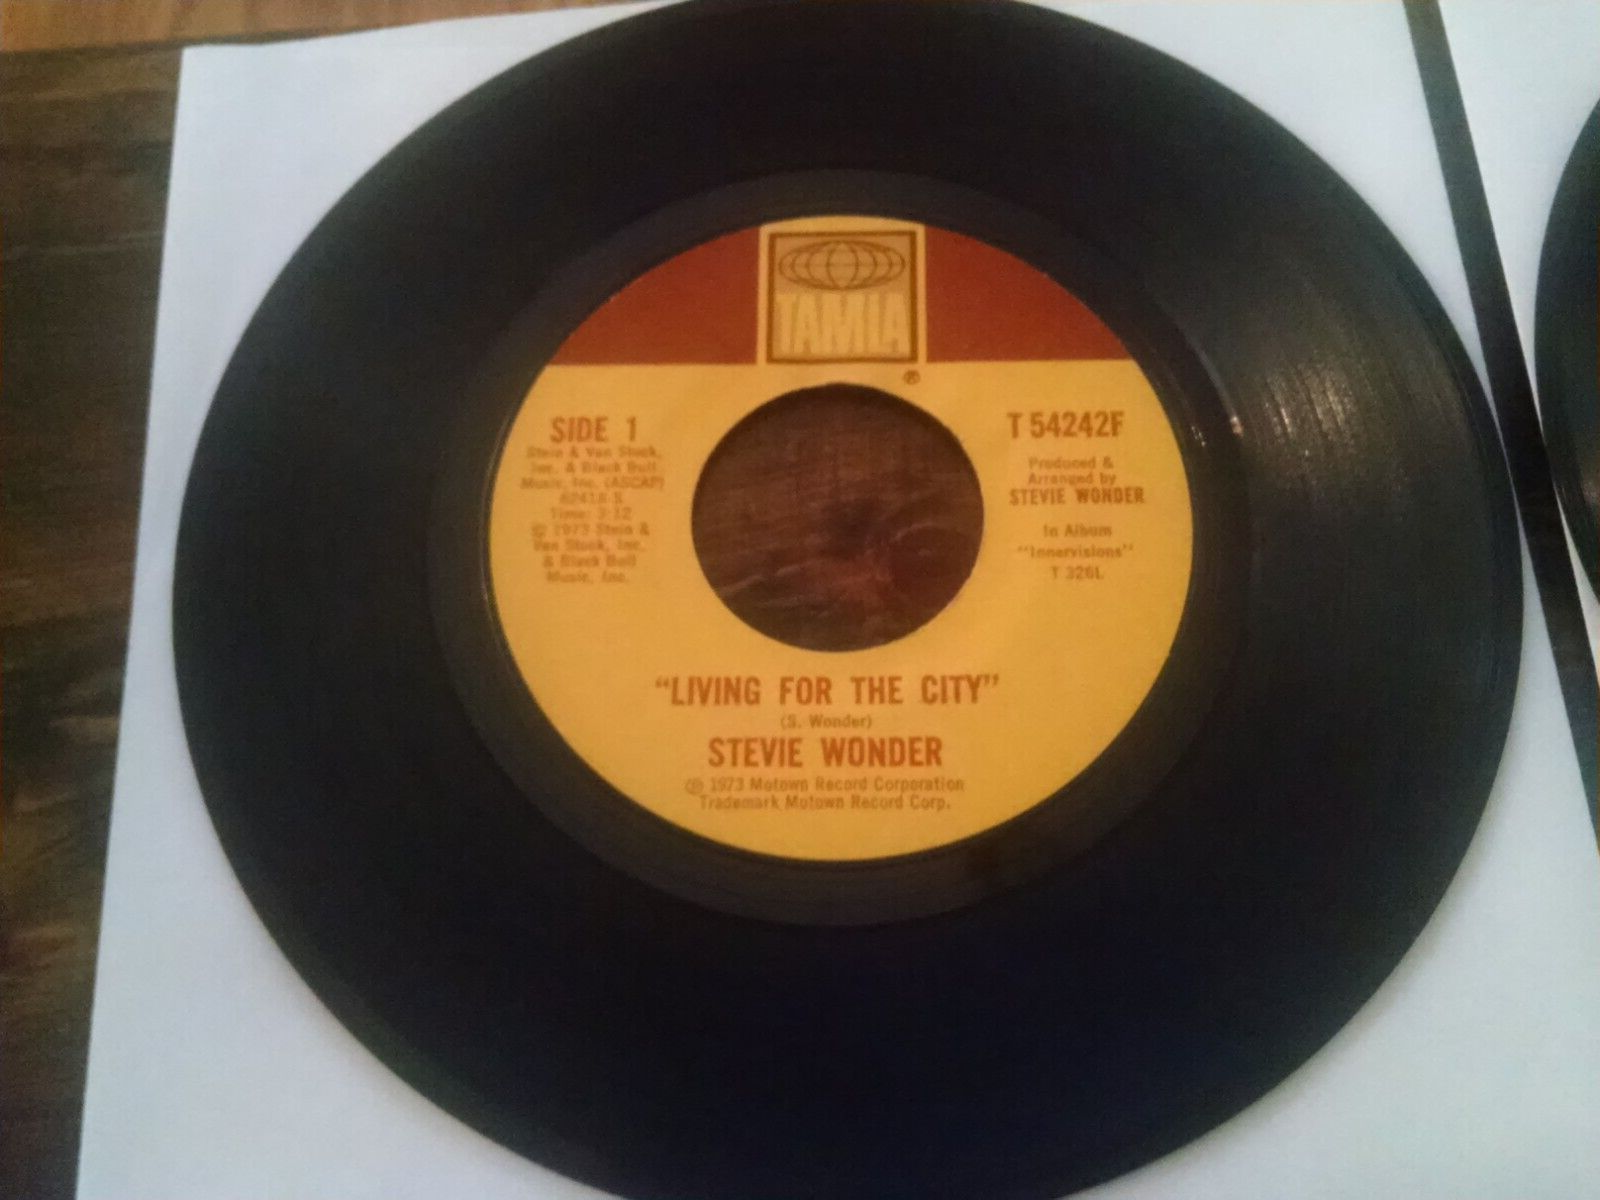 TAMLA
®
SIDE 1
Stein & Van Stock,
Inc. & Black Bull
Music, Inc. (ASCAP)
Time: 3:12
© 1973 Stein &
Van Stock, Inc.
& Black Bull
Music, Inc.
T 54242F
Produced &
Arranged by
STEVIE WONDER
In Album
"Innervisions"
T 326L
"LIVING FOR THE CITY"
(S. Wonder)
STEVIE WONDER
℗ 1973 Motown Record Corporation
Trademark Motown Record Corp.